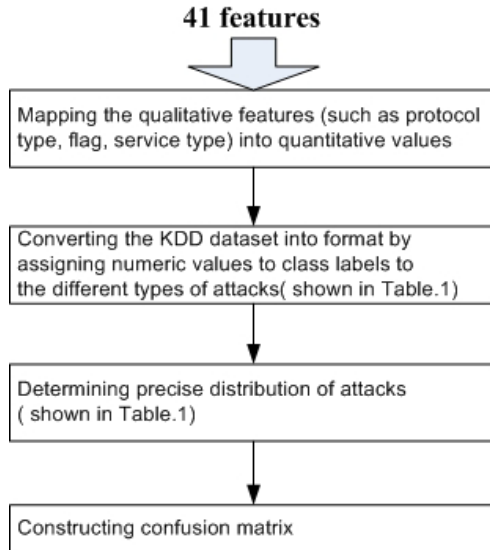 41 features
Mapping the qualitative features (such as protocol
type, flag, service type) into quantitative values
Converting the KDD dataset into format by
assigning numeric values to class labels to
the different types of attacks( shown in Table.1)
Determining precise distribution of attacks
( shown in Table.1)
Constructing confusion matrix